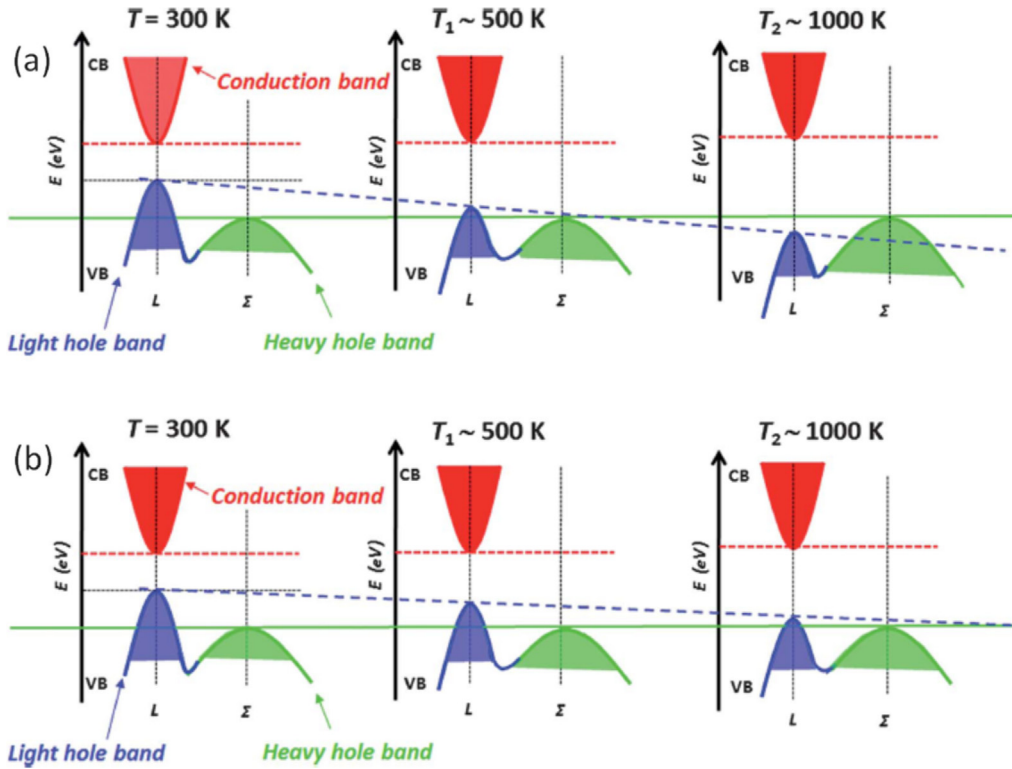 T = 300 K T₁ ~ 500 K T₂ ~ 1000 K
(a)
CB Conduction band CB CB
E (eV) E (eV) E (eV)
VB VB VB
L Σ L Σ L Σ
Light hole band Heavy hole band
T = 300 K T₁ ~ 500 K T₂ ~ 1000 K
(b)
CB Conduction band CB CB
E (eV) E (eV) E (eV)
VB VB VB
L Σ L Σ L Σ
Light hole band Heavy hole band